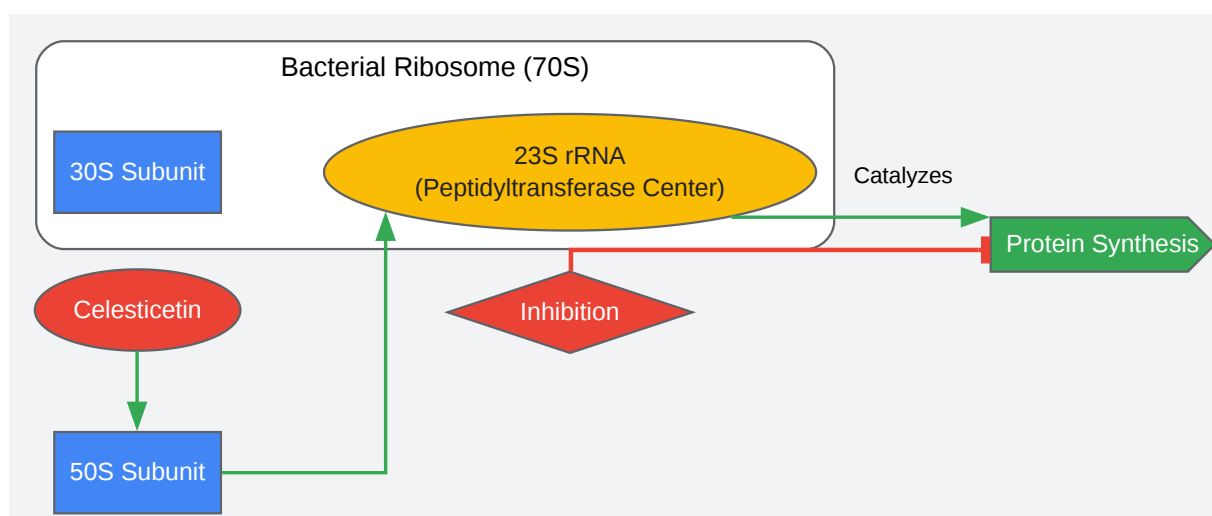 Bacterial Ribosome (70S)
30S Subunit
23S rRNA
(Peptidyltransferase Center)
Catalyzes
Protein Synthesis
Celesticetin
Inhibition
50S Subunit